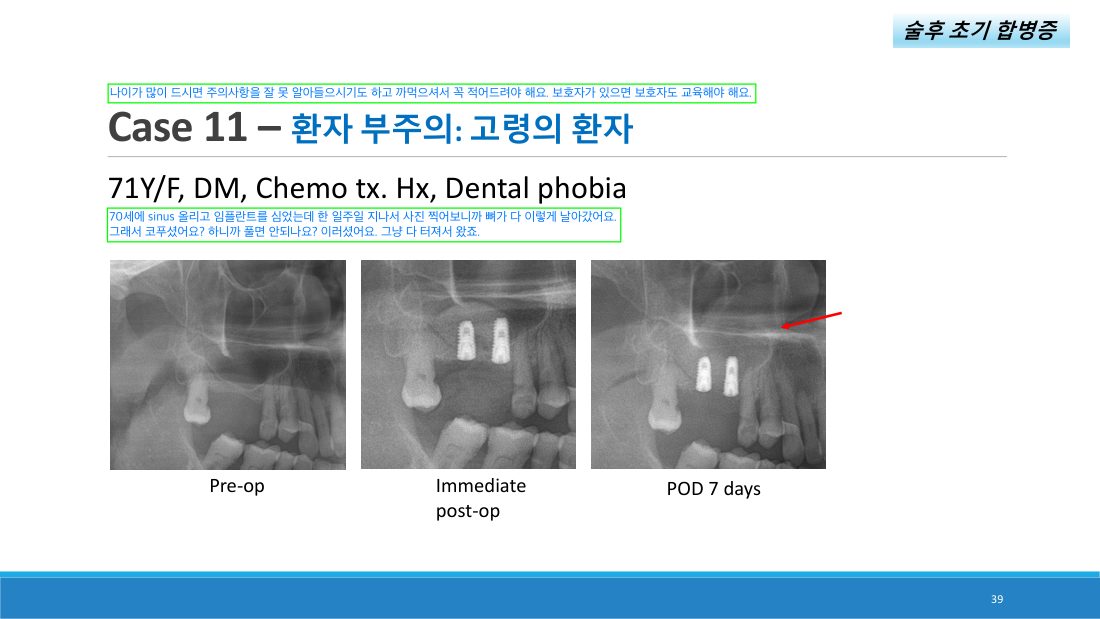 술후 초기 합병증
나이가 많이 드시면 주의사항을 잘 못 알아들으시기도 하고 까먹으셔서 꼭 적어드려야 해요. 보호자가 있으면 보호자도 교육해야 해요.
Case 11 – 환자 부주의: 고령의 환자
71Y/F, DM, Chemo tx. Hx, Dental phobia
70세에 sinus 올리고 임플란트를 심었는데 한 일주일 지나서 사진 찍어보니까 뼈가 다 이렇게 날아갔어요.
그래서 코푸셨어요? 하니까 풀면 안되나요? 이러셨어요. 그냥 다 터져서 왔죠.
Pre-op
Immediate
post-op
POD 7 days
39